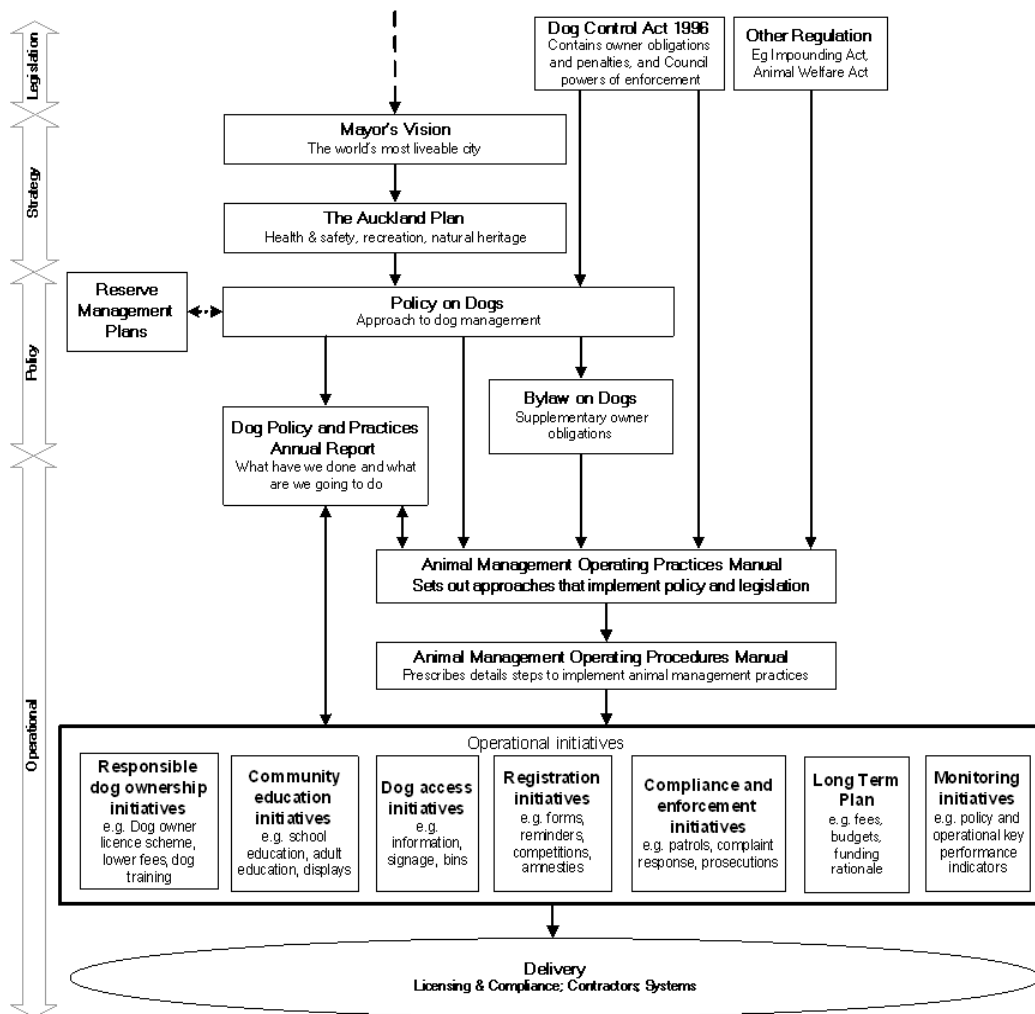 Legislation
Dog Control Act 1996
Contains owner obligations
and penalties, and Council
powers of enforcement
Other Regulation
Eg Impounding Act,
Animal Welfare Act
Strategy
Mayor's Vision
The world's most liveable city
The Auckland Plan
Health & safety, recreation, natural heritage
Policy
Reserve
Management
Plans
Policy on Dogs
Approach to dog management
Bylaw on Dogs
Supplementary owner
obligations
Dog Policy and Practices
Annual Report
What have we done and what
are we going to do
Operational
Animal Management Operating Practices Manual
Sets out approaches that implement policy and legislation
Animal Management Operating Procedures Manual
Prescribes details steps to implement animal management practices
Operational initiatives
Responsible
dog ownership
initiatives
e.g. Dog owner
licence scheme,
lower fees, dog
training
Community
education
initiatives
e.g. school
education, adult
education, displays
Dog access
initiatives
e.g.
information,
signage, bins
Registration
initiatives
e.g. forms,
reminders,
competitions,
amnesties
Compliance and
enforcement
initiatives
e.g. patrols, complaint
response, prosecutions
Long Term
Plan
e.g. fees,
budgets,
funding
rationale
Monitoring
initiatives
e.g. policy and
operational key
performance
indicators
Delivery
Licensing & Compliance; Contractors; Systems